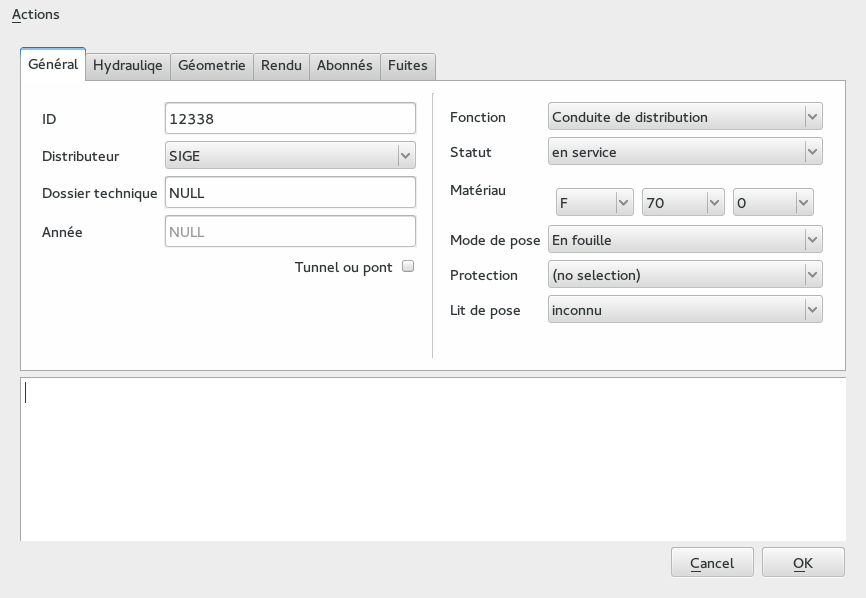 Actions
Général Hydrauliqe Géometrie Rendu Abonnés Fuites
ID 12338
Distributeur SIGE
Dossier technique NULL
Année NULL
Tunnel ou pont
Fonction Conduite de distribution
Statut en service
Matériau F 70 0
Mode de pose En fouille
Protection (no selection)
Lit de pose inconnu
Cancel OK